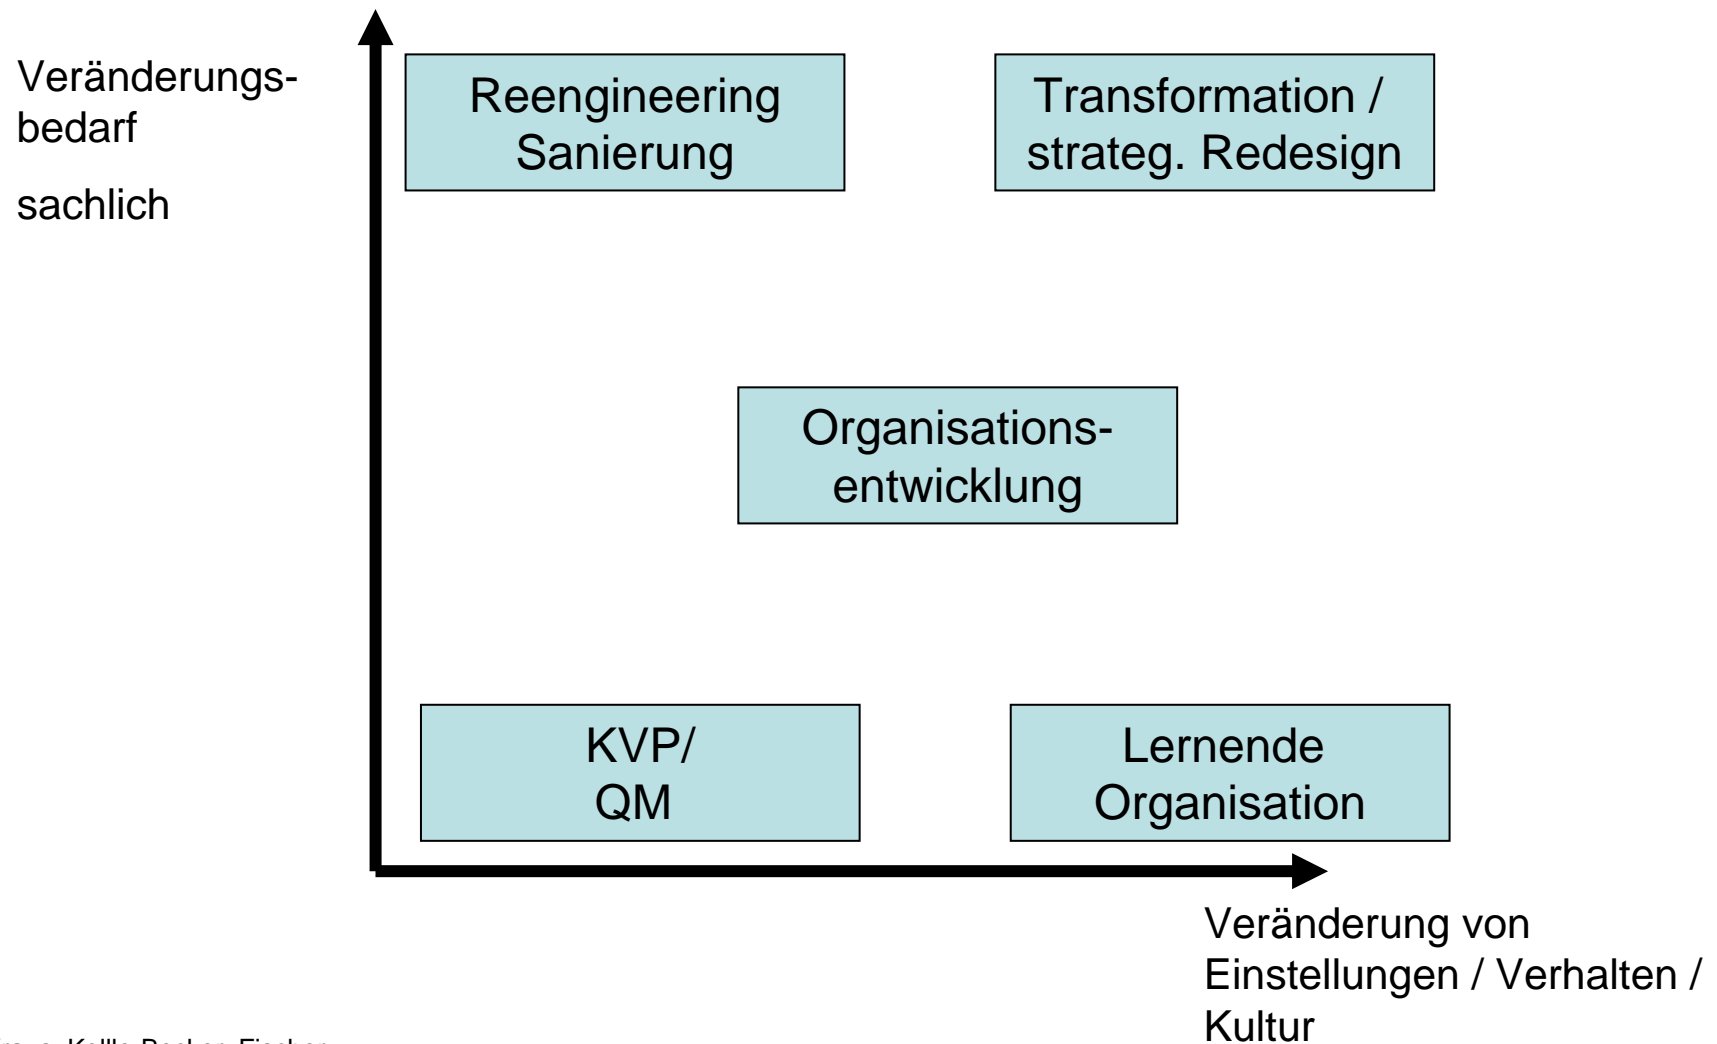 Veränderungs-
bedarf
sachlich
Reengineering
Sanierung
Transformation /
strateg. Redesign
Organisations-
entwicklung
KVP/
QM
Lernende
Organisation
Veränderung von
Einstellungen / Verhalten /
Kultur